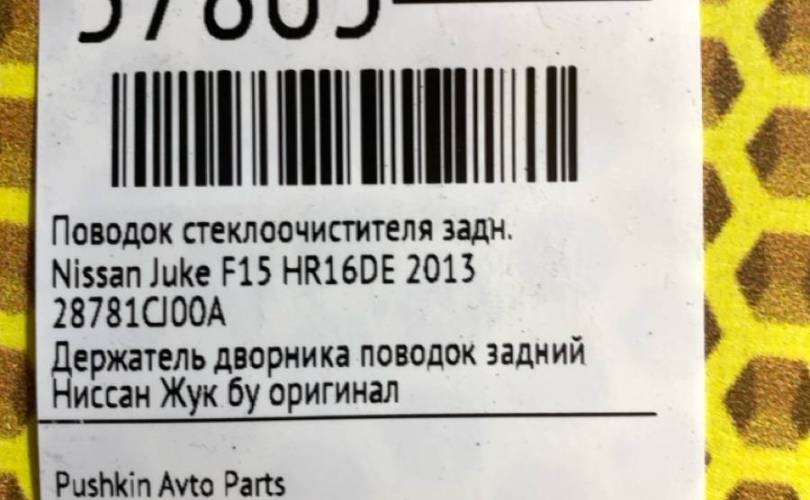 37805
Поводок стеклоочистителя задн.
Nissan Juke F15 HR16DE 2013
28781CJ00A
Держатель дворника поводок задний
Ниссан Жук бу оригинал
Pushkin Avto Parts